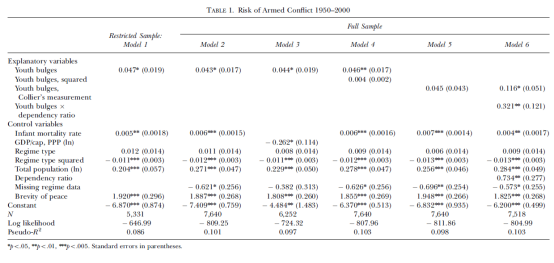 TABLE 1. Risk of Armed Conflict 1950–2000
Restricted Sample: Full Sample
Model 1 Model 2 Model 3 Model 4 Model 5 Model 6
Explanatory variables
Youth bulges 0.047* (0.019) 0.043* (0.017) 0.044* (0.019) 0.046** (0.017)
Youth bulges, squared 0.004 (0.002)
Youth bulges, 0.045 (0.043) 0.116* (0.051)
Collier's measurement
Youth bulges × 0.321** (0.121)
dependency ratio
Control variables
Infant mortality rate 0.005** (0.0018) 0.006*** (0.0015) 0.006*** (0.0016) 0.007*** (0.0014) 0.004** (0.0017)
GDP/cap, PPP (ln) −0.262* (0.114)
Regime type 0.012 (0.014) 0.011 (0.014) 0.008 (0.014) 0.009 (0.014) 0.006 (0.014) 0.009 (0.014)
Regime type squared −0.011*** (0.003) −0.012*** (0.003) −0.011*** (0.003) −0.012*** (0.003) −0.013*** (0.003) −0.013*** (0.003)
Total population (ln) 0.204*** (0.057) 0.271*** (0.047) 0.229*** (0.050) 0.278*** (0.047) 0.256*** (0.046) 0.284*** (0.049)
Dependency ratio 0.734** (0.277)
Missing regime data −0.621* (0.256) −0.382 (0.313) −0.626* (0.256) −0.696** (0.254) −0.573* (0.255)
Brevity of peace 1.920*** (0.296) 1.887*** (0.268) 1.808*** (0.260) 1.855*** (0.269) 1.948*** (0.266) 1.825*** (0.268)
Constant −6.870*** (0.874) −7.409*** (0.759) −4.484** (1.483) −6.370*** (0.513) −6.832*** (0.935) −6.200*** (0.499)
N 5,331 7,640 6,252 7,640 7,640 7,518
Log likelihood −646.99 −809.25 −724.32 −807.96 −811.86 −804.99
Pseudo-R² 0.086 0.101 0.097 0.103 0.098 0.103
*p<.05, **p<.01, ***p<.005. Standard errors in parentheses.